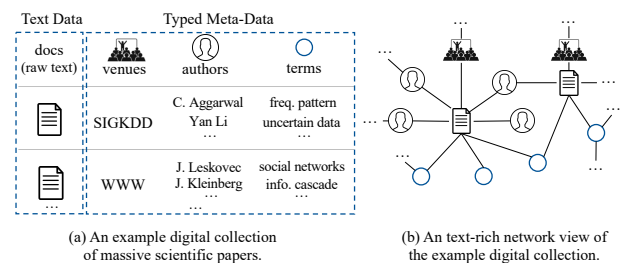 Text Data
Typed Meta-Data
docs
(raw text)
venues
authors
terms
SIGKDD
C. Aggarwal
Yan Li
...
freq. pattern
uncertain data
...
WWW
J. Leskovec
J. Kleinberg
...
social networks
info. cascade
...
...
...
(a) An example digital collection
of massive scientific papers.
...
...
...
...
...
...
...
(b) An text-rich network view of
the example digital collection.